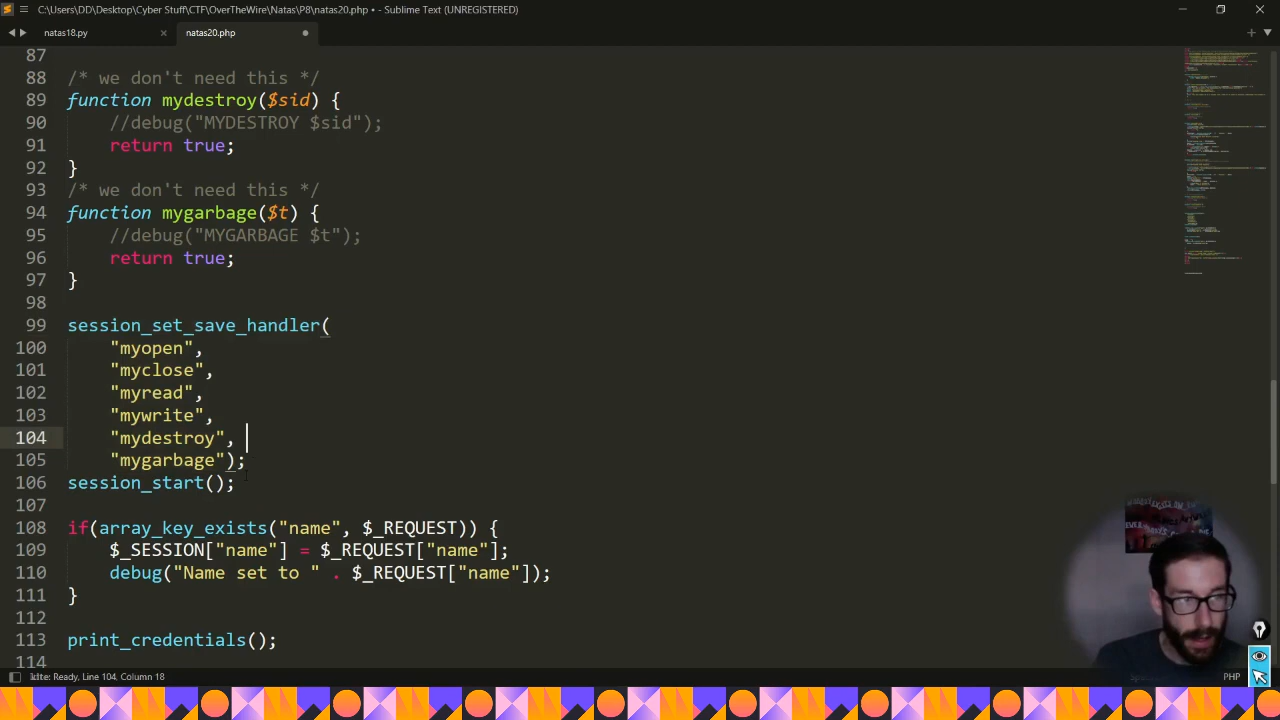 C:\Users\DD\Desktop\Cyber Stuff\CTF\OverTheWire\Natas\P8\natas20.php • - Sublime Text (UNREGISTERED)
natas18.py
natas20.php
87
88 /* we don't need this */
89 function mydestroy($sid) {
90 //debug("MYDESTROY $sid");
91 return true;
92 }
93 /* we don't need this */
94 function mygarbage($t) {
95 //debug("MYGARBAGE $t");
96 return true;
97 }
98
99 session_set_save_handler(
100 "myopen",
101 "myclose",
102 "myread",
103 "mywrite",
104 "mydestroy",
105 "mygarbage");
106 session_start();
107
108 if(array_key_exists("name", $_REQUEST)) {
109 $_SESSION["name"] = $_REQUEST["name"];
110 debug("Name set to " . $_REQUEST["name"]);
111 }
112
113 print_credentials();
114
kite: Ready, Line 104, Column 18
PHP